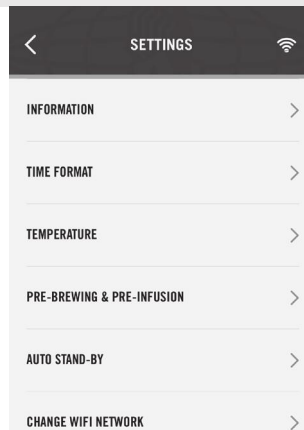 SETTINGS
INFORMATION
TIME FORMAT
TEMPERATURE
PRE-BREWING & PRE-INFUSION
AUTO STAND-BY
CHANGE WIFI NETWORK